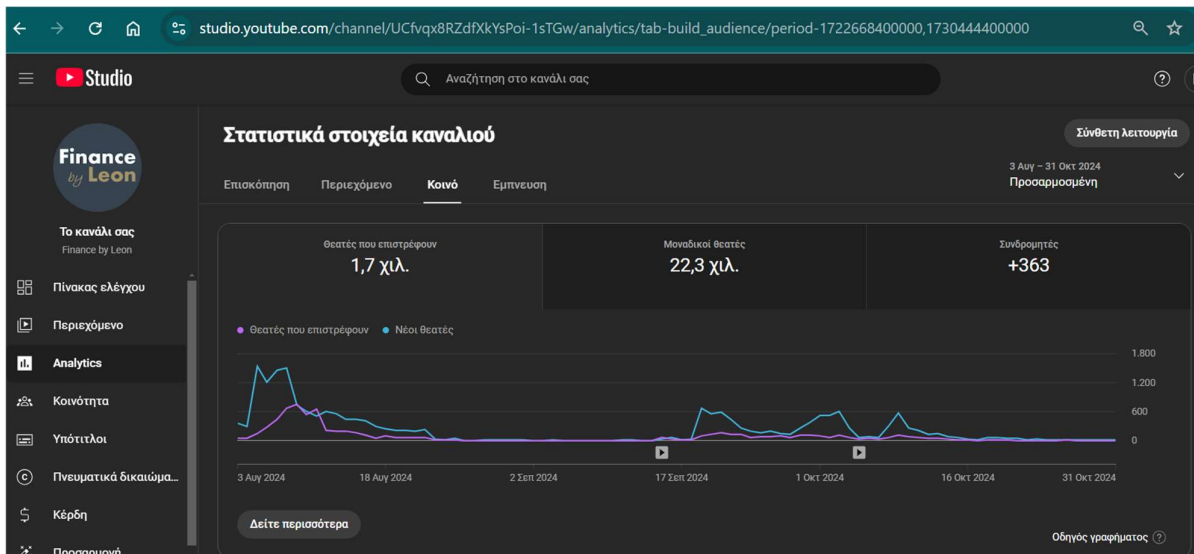 studio.youtube.com/channel/UCfvqx8RZdfXkYsPoi-1sTGw/analytics/tab-build_audience/period-1722668400000,1730444400000
Studio
Αναζήτηση στο κανάλι σας
Finance
by Leon
Το κανάλι σας
Finance by Leon
Πίνακας ελέγχου
Περιεχόμενο
Analytics
Κοινότητα
Υπότιτλοι
Πνευματικά δικαιώμα...
Κέρδη
Προσαρμογή
Στατιστικά στοιχεία καναλιού
Σύνθετη λειτουργία
Επισκόπηση Περιεχόμενο Κοινό Εμπνευση
3 Αυγ – 31 Οκτ 2024
Προσαρμοσμένη
Θεατές που επιστρέφουν
1,7 χιλ.
Μοναδικοί θεατές
22,3 χιλ.
Συνδρομητές
+363
Θεατές που επιστρέφουν Νέοι θεατές
1.800
1.200
600
0
3 Αυγ 2024 18 Αυγ 2024 2 Σεπ 2024 17 Σεπ 2024 1 Οκτ 2024 16 Οκτ 2024 31 Οκτ 2024
Δείτε περισσότερα
Οδηγός γραφήματος